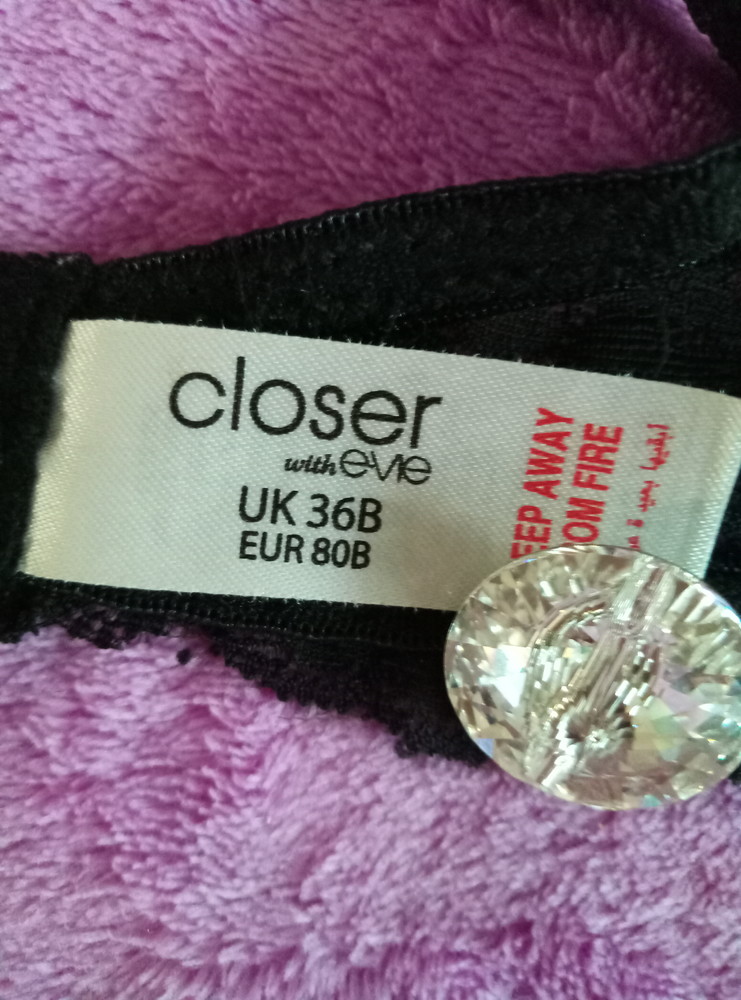 closer
with evie
UK 36B
EUR 80B
EEP AWAY
OM FIRE